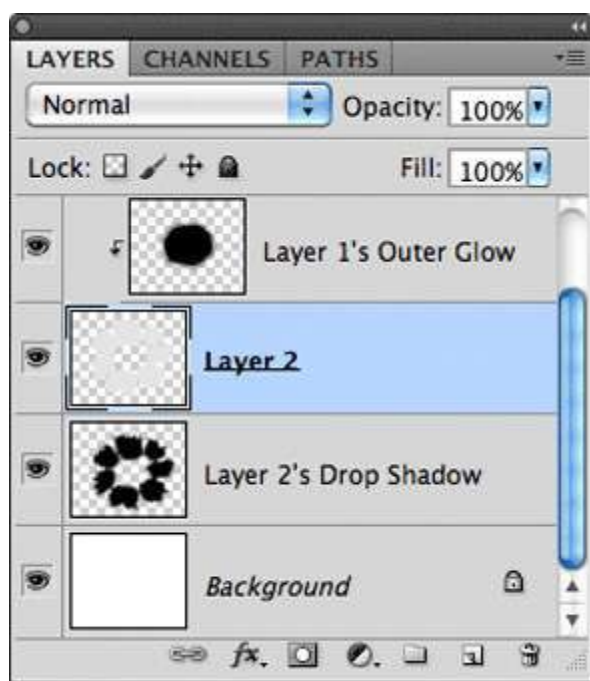 LAYERS CHANNELS PATHS
Normal Opacity: 100%
Lock: Fill: 100%
Layer 1's Outer Glow
Layer 2
Layer 2's Drop Shadow
Background
fx.